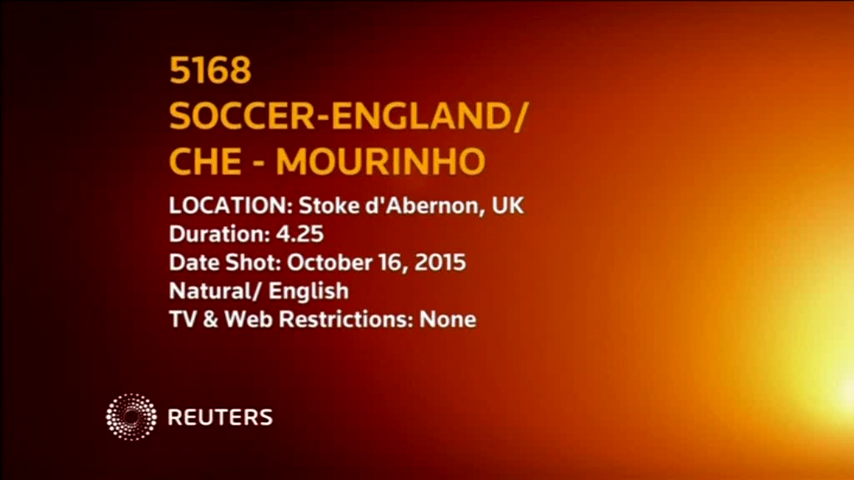 5168
SOCCER-ENGLAND/
CHE - MOURINHO
LOCATION: Stoke d'Abernon, UK
Duration: 4.25
Date Shot: October 16, 2015
Natural/ English
TV & Web Restrictions: None
REUTERS